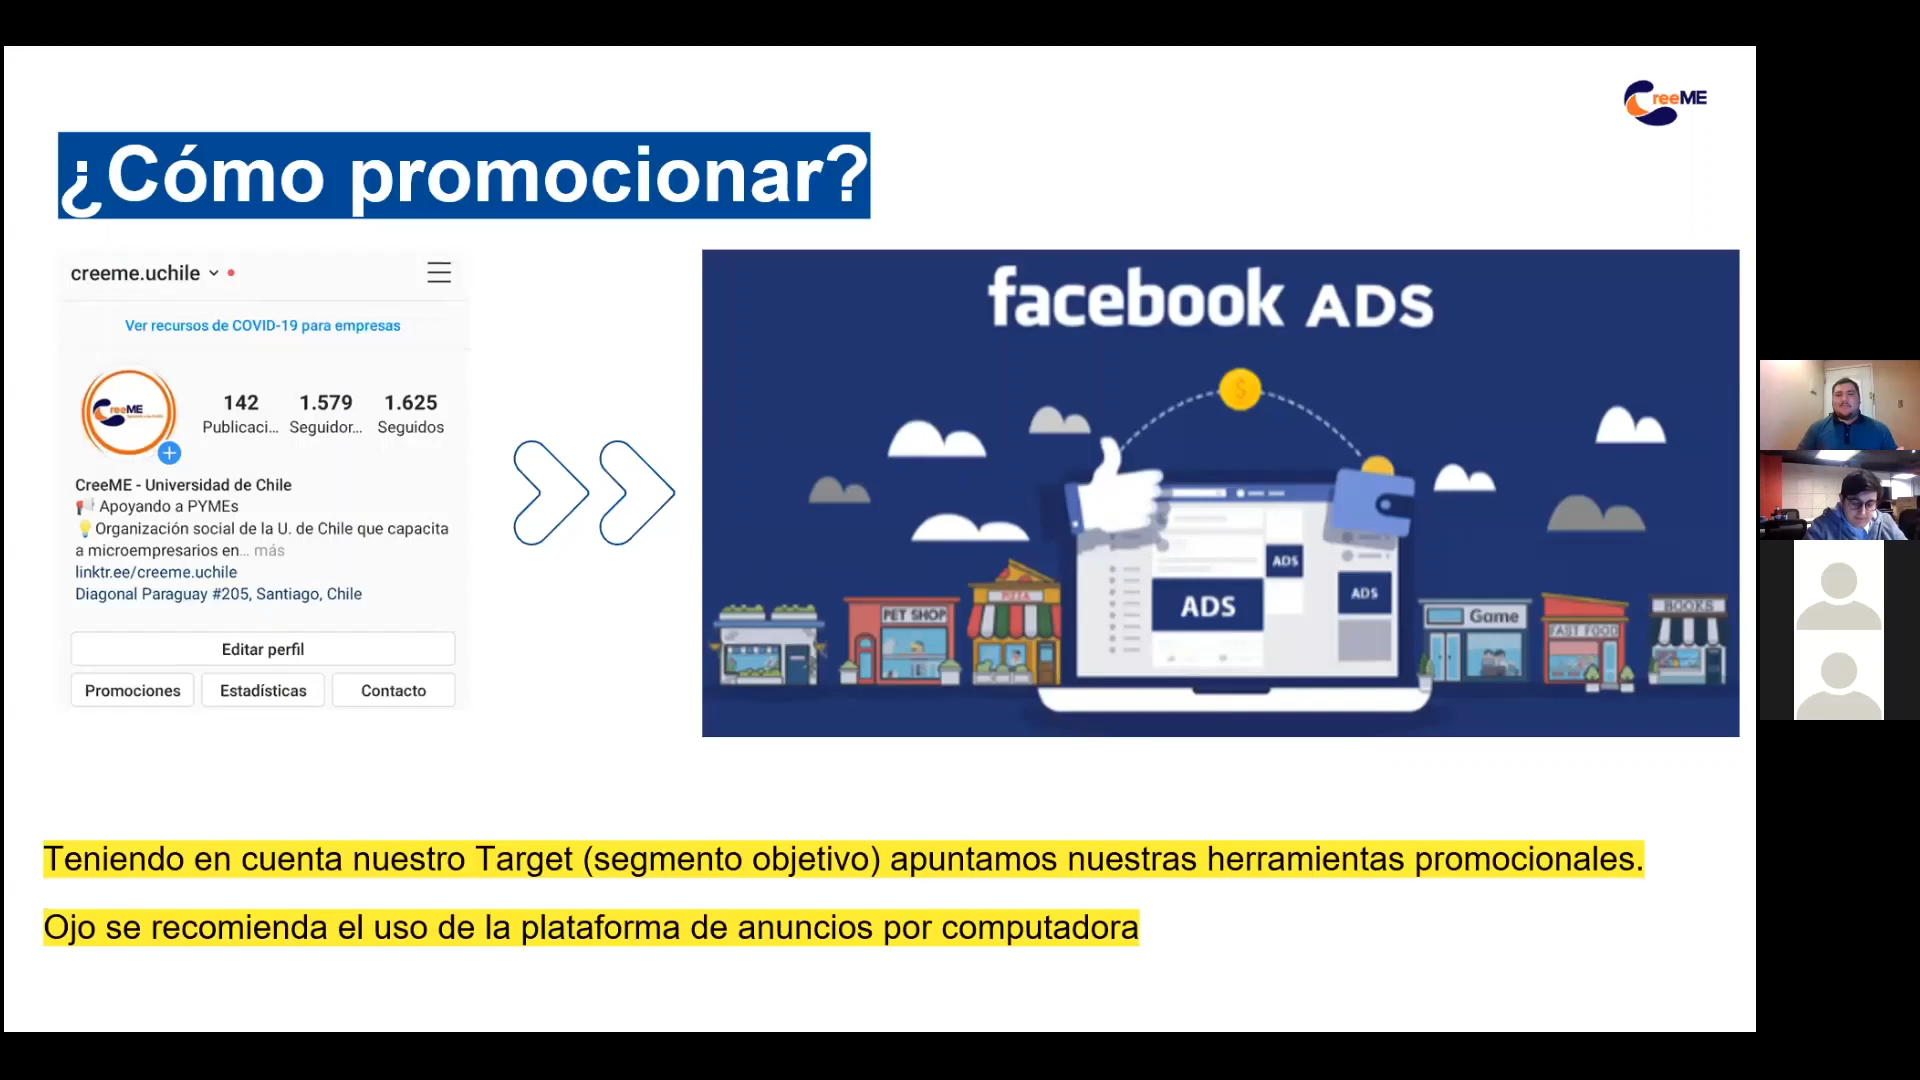 reeME
¿Cómo promocionar?
creeme.uchile
Ver recursos de COVID-19 para empresas
reeME
142
1.579
1.625
Publicaci...
Seguidor...
Seguidos
CreeME - Universidad de Chile
Apoyando a PYMEs
Organización social de la U. de Chile que capacita
a microempresarios en... más
linktr.ee/creeme.uchile
Diagonal Paraguay #205, Santiago, Chile
Editar perfil
Promociones
Estadísticas
Contacto
facebook ADS
$
ADS
ADS
ADS
PET SHOP
PIZZA
Game
FAST FOOD
BOOKS
Teniendo en cuenta nuestro Target (segmento objetivo) apuntamos nuestras herramientas promocionales.
Ojo se recomienda el uso de la plataforma de anuncios por computadora